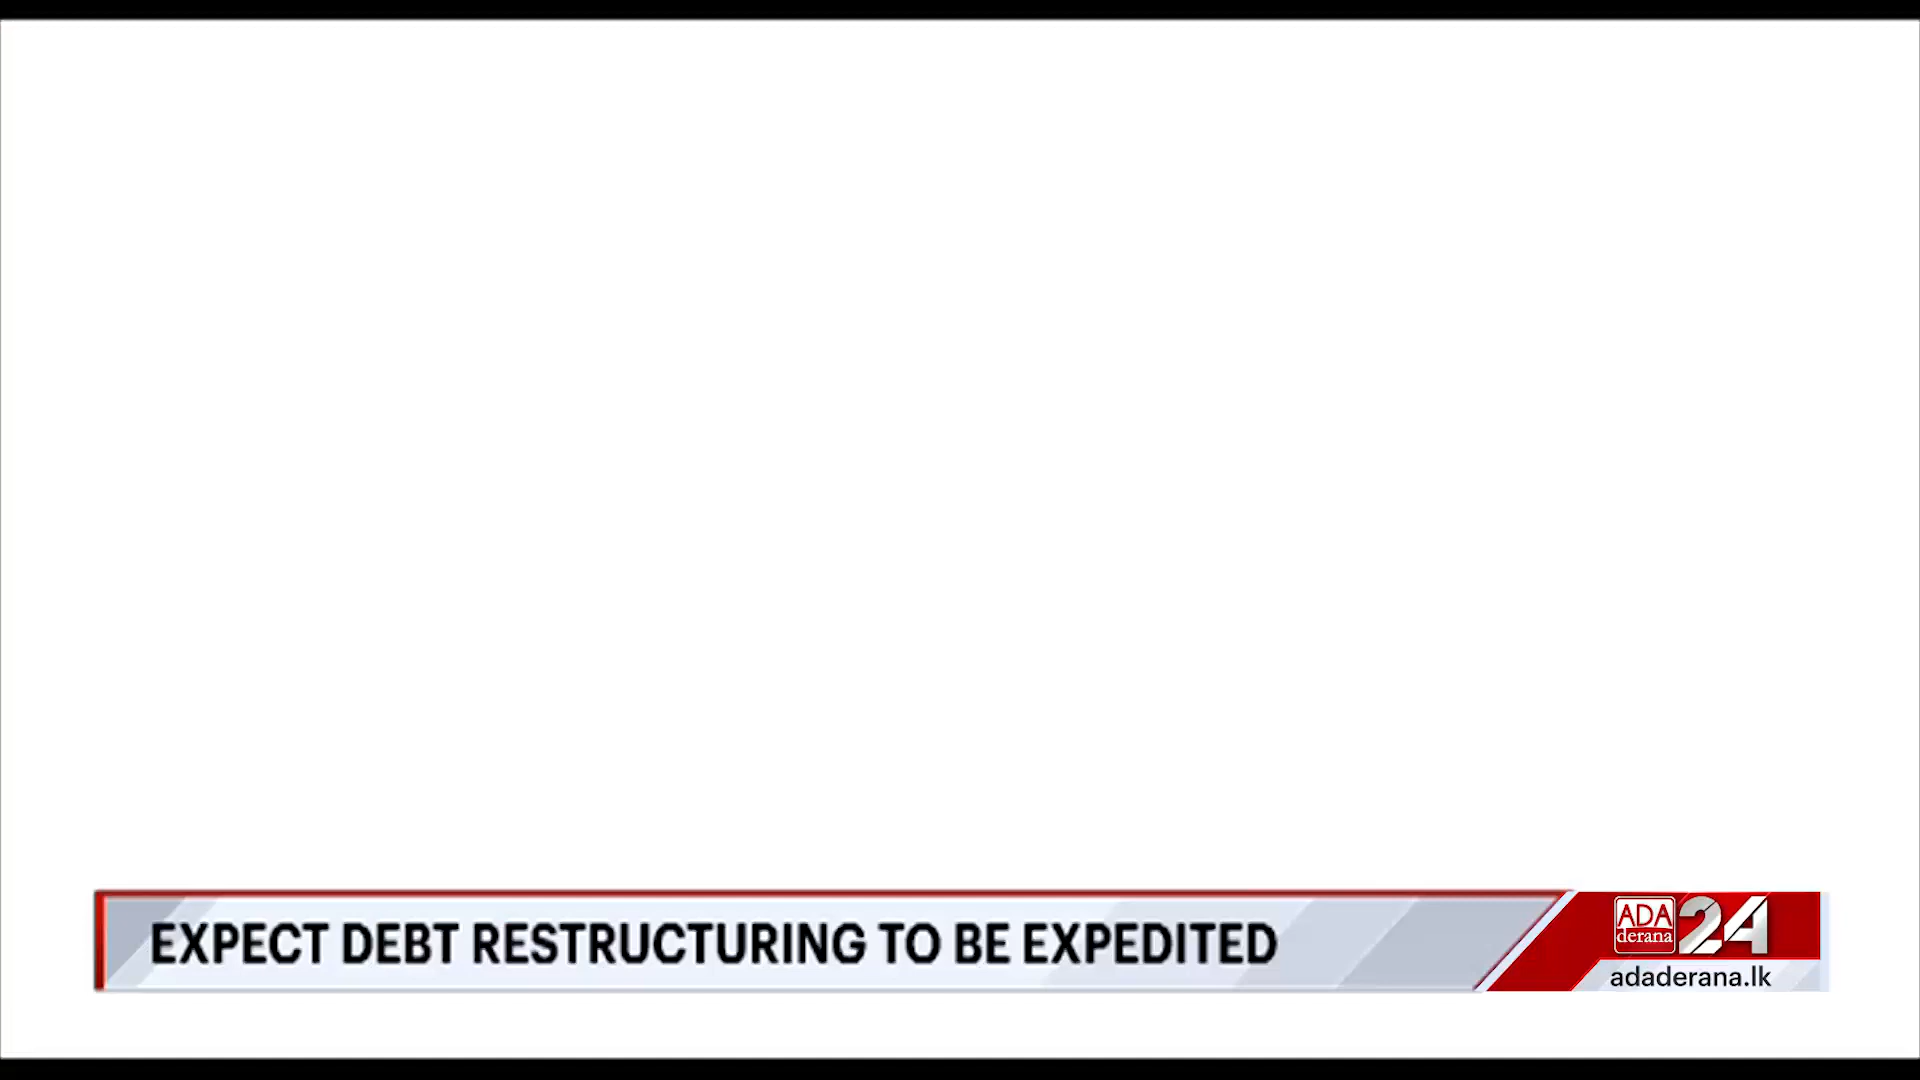 EXPECT DEBT RESTRUCTURING TO BE EXPEDITED
ADA
derana
24
adaderana.lk